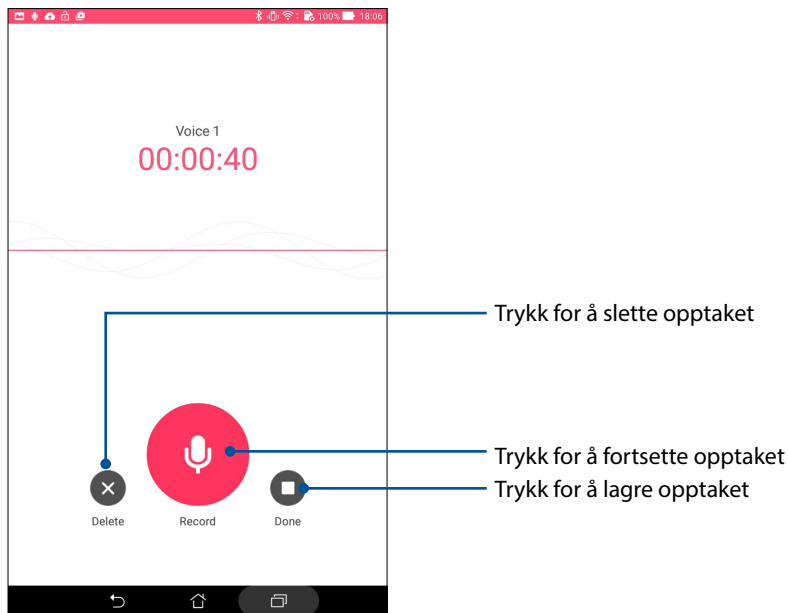 100% 18:06
Voice 1
00:00:40
Trykk for å slette opptaket
Trykk for å fortsette opptaket
Trykk for å lagre opptaket
Delete Record Done